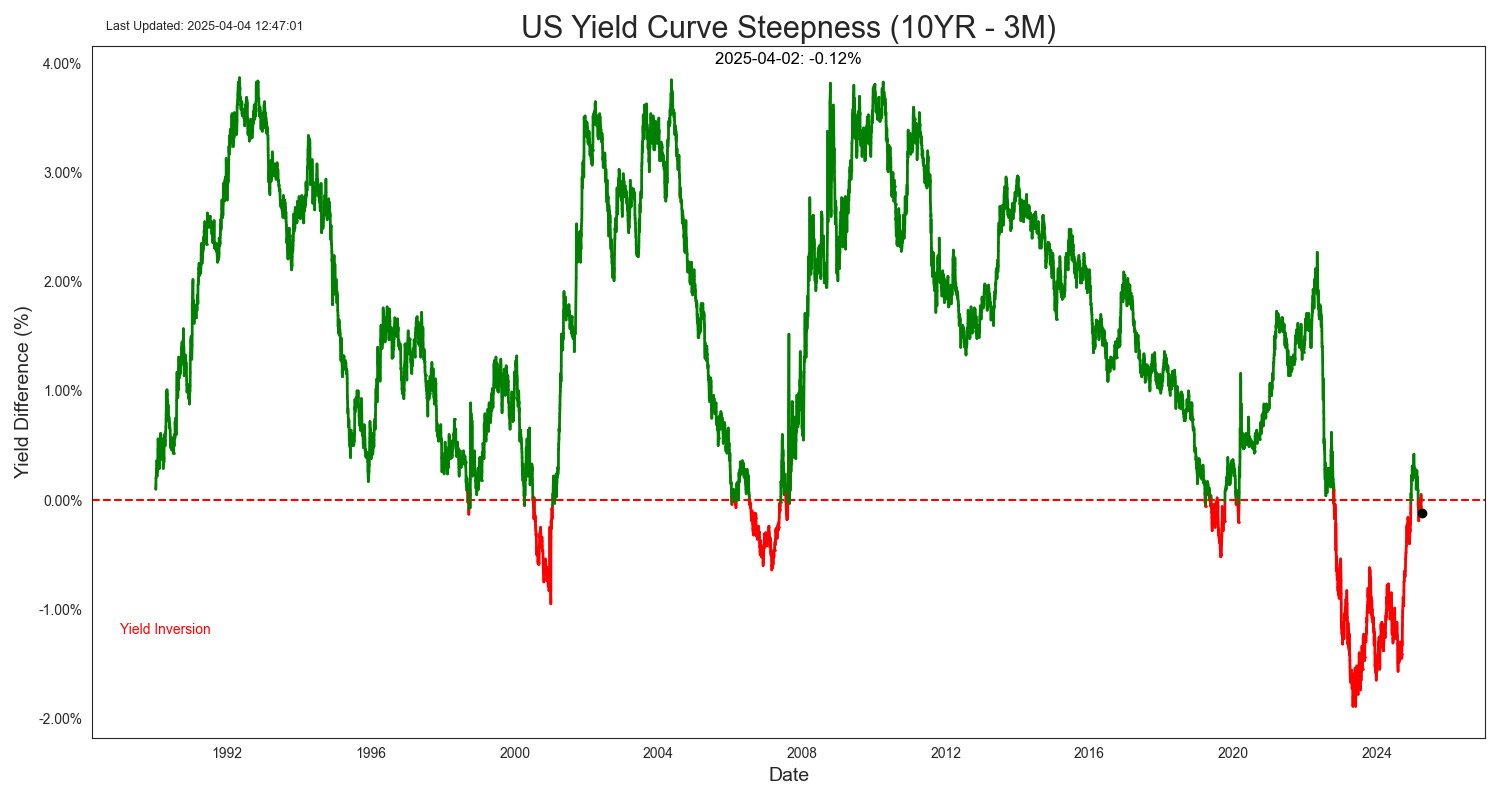 Last Updated: 2025-04-04 12:47:01
US Yield Curve Steepness (10YR - 3M)
2025-04-02: -0.12%
Yield Difference (%)
4.00%
3.00%
2.00%
1.00%
0.00%
-1.00%
-2.00%
Yield Inversion
1992 1996 2000 2004 2008 2012 2016 2020 2024
Date